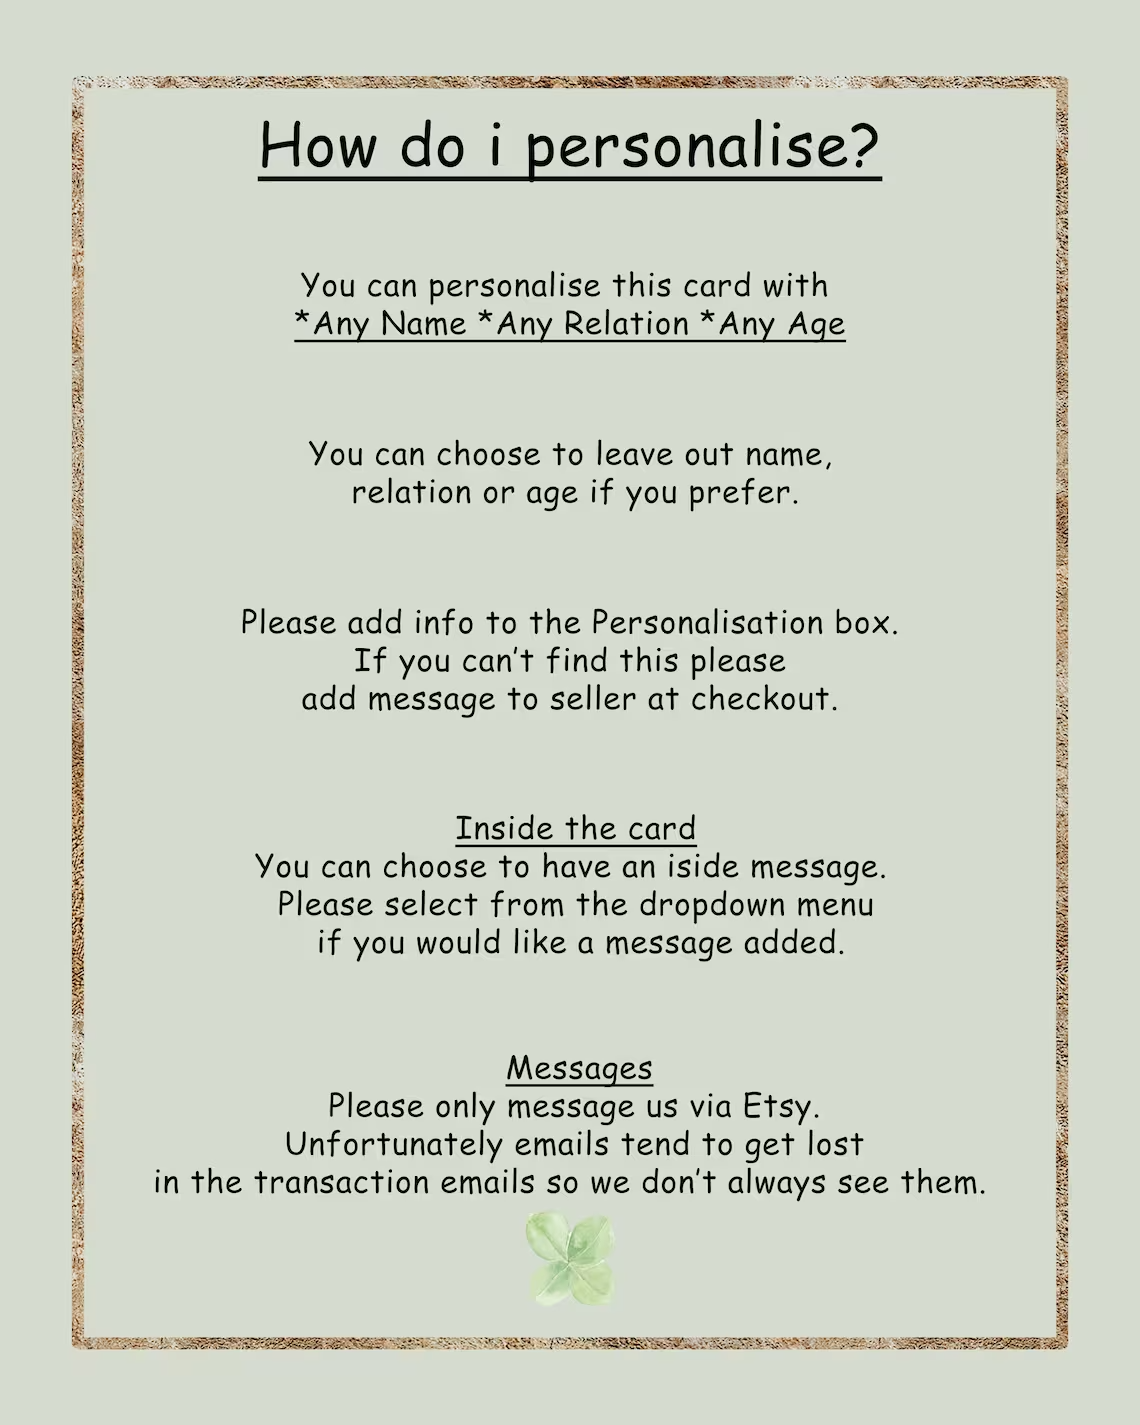 How do i personalise?
You can personalise this card with
*Any Name *Any Relation *Any Age
You can choose to leave out name,
relation or age if you prefer.
Please add info to the Personalisation box.
If you can't find this please
add message to seller at checkout.
Inside the card
You can choose to have an iside message.
Please select from the dropdown menu
if you would like a message added.
Messages
Please only message us via Etsy.
Unfortunately emails tend to get lost
in the transaction emails so we don't always see them.